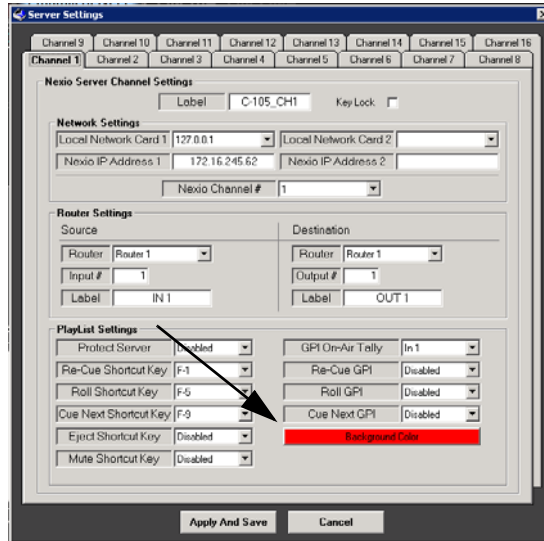 Server Settings
Channel 9 Channel 10 Channel 11 Channel 12 Channel 13 Channel 14 Channel 15 Channel 16
Channel 1 Channel 2 Channel 3 Channel 4 Channel 5 Channel 6 Channel 7 Channel 8
Nexio Server Channel Settings
Label C-105_CH1 Key Lock
Network Settings
Local Network Card 1 127.0.0.1 Local Network Card 2
Nexio IP Address 1 172.16.245.62 Nexio IP Address 2
Nexio Channel # 1
Router Settings
Source Destination
Router Router 1 Router Router 1
Input # 1 Output # 1
Label IN 1 Label OUT 1
PlayList Settings
Protect Server Disabled GPI On-Air Tally In 1
Re-Cue Shortcut Key F-1 Re-Cue GPI Disabled
Roll Shortcut Key F-5 Roll GPI Disabled
Cue Next Shortcut Key F-9 Cue Next GPI Disabled
Eject Shortcut Key Disabled Background Color
Mute Shortcut Key Disabled
Apply And Save Cancel